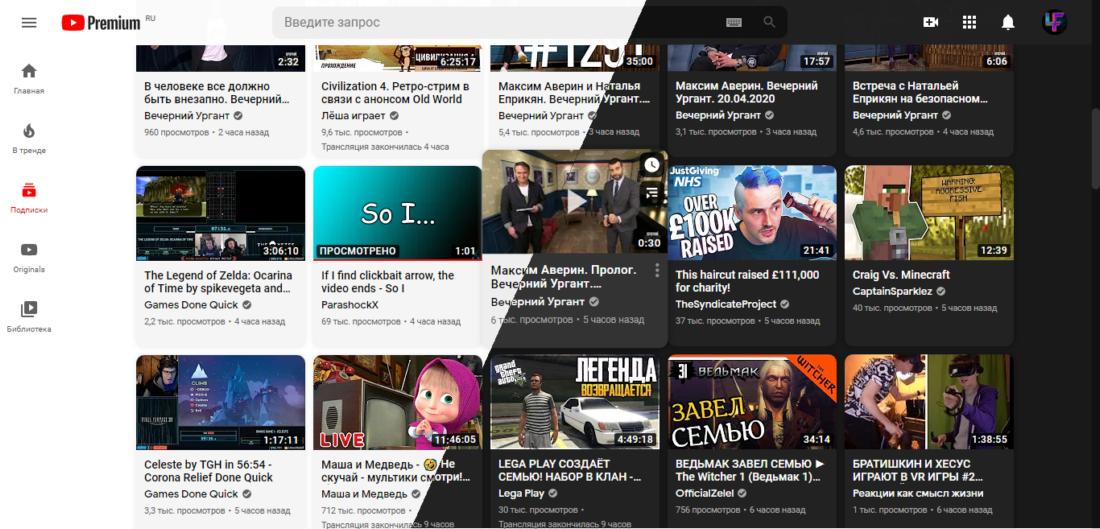 Premium RU
Введите запрос
Главная
В тренде
Подписки
Originals
Библиотека
2:32
В человеке все должно
быть внезапно. Вечерний...
Вечерний Ургант
960 просмотров • 2 часа назад
ПРОХОЖДЕНИЕ
6:25:17
Civilization 4. Ретро-стрим в
связи с анонсом Old World
Лёша играет
9,6 тыс. просмотров •
Трансляция закончилась 4 часа
#1291
35:00
Максим Аверин и Наталья
Еприкян. Вечерний Ургант....
Вечерний Ургант
5,4 тыс. просмотров • 3 часа назад
17:57
Максим Аверин. Вечерний
Ургант. 20.04.2020
Вечерний Ургант
3,1 тыс. просмотров • 3 часа назад
6:06
Встреча с Натальей
Еприкян на безопасном...
Вечерний Ургант
4,6 тыс. просмотров • 4 часа назад
3:06:10
The Legend of Zelda: Ocarina
of Time by spikevegeta and...
Games Done Quick
2,2 тыс. просмотров • 4 часа назад
So I...
ПРОСМОТРЕНО
1:01
If I find clickbait arrow, the
video ends - So I
ParashockX
69 тыс. просмотров • 4 часа назад
0:30
Максим Аверин. Пролог.
Вечерний Ургант....
Вечерний Ургант
6 тыс. просмотров • 5 часов назад
JustGiving
NHS
OVER
£100K
RAISED
21:41
This haircut raised £111,000
for charity!
TheSyndicateProject
37 тыс. просмотров • 5 часов назад
WARNING:
AGGRESSIVE
FISH
12:39
Craig Vs. Minecraft
CaptainSparklez
40 тыс. просмотров • 5 часов назад
1:17:11
Celeste by TGH in 56:54 -
Corona Relief Done Quick
Games Done Quick
3,3 тыс. просмотров • 5 часов назад
LIVE
11:46:05
Маша и Медведь - 🤪 Не
скучай - мультики смотри!...
Маша и Медведь
712 тыс. просмотров •
Трансляция закончилась 9 часов
grand
theft
auto
ЛЕГЕНДА
ВОЗВРАЩАЕТСЯ
4:49:18
LEGA PLAY СОЗДАЁТ
СЕМЬЮ! НАБОР В КЛАН -...
Lega Play
30 тыс. просмотров •
Трансляция закончилась 9 часов
ВЕДЬМАК
WITCHER
ЗАВЕЛ
СЕМЬЮ
34:14
ВЕДЬМАК ЗАВЕЛ СЕМЬЮ ►
The Witcher 1 (Ведьмак 1)...
OfficialZelel
756 просмотров • 6 часов назад
1:38:55
БРАТИШКИН И ХЕСУС
ИГРАЮТ В VR ИГРЫ #2...
Реакции как смысл жизни
1 тыс. просмотров • 6 часов назад